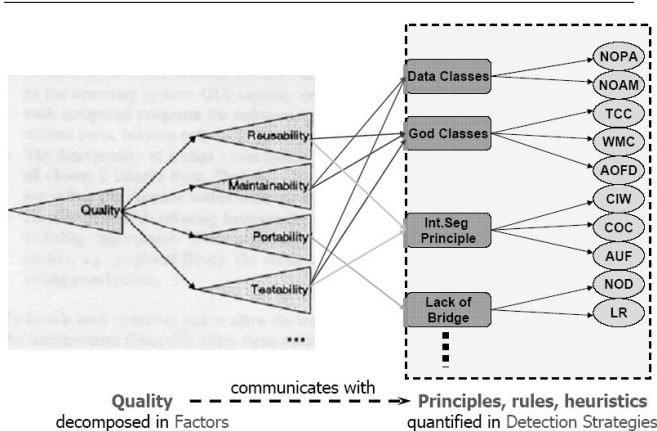 Quality
Reusability
Maintainability
Portability
Testability
...
Data Classes
God Classes
Int.Seg
Principle
Lack of
Bridge
NOPA
NOAM
TCC
WMC
AOFD
CIW
COC
AUF
NOD
LR
Quality
decomposed in Factors
communicates with
Principles, rules, heuristics
quantified in Detection Strategies